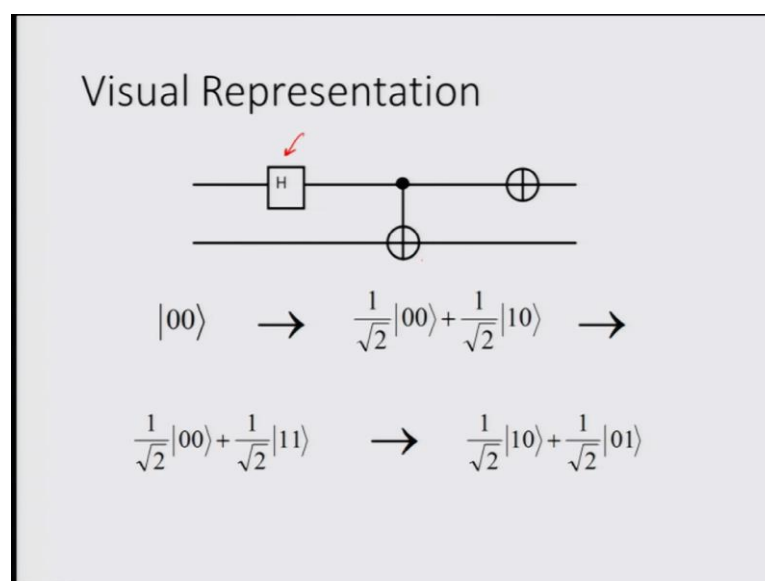 Visual Representation
H
|00⟩ → 1/√2|00⟩+1/√2|10⟩ →
1/√2|00⟩+1/√2|11⟩ → 1/√2|10⟩+1/√2|01⟩